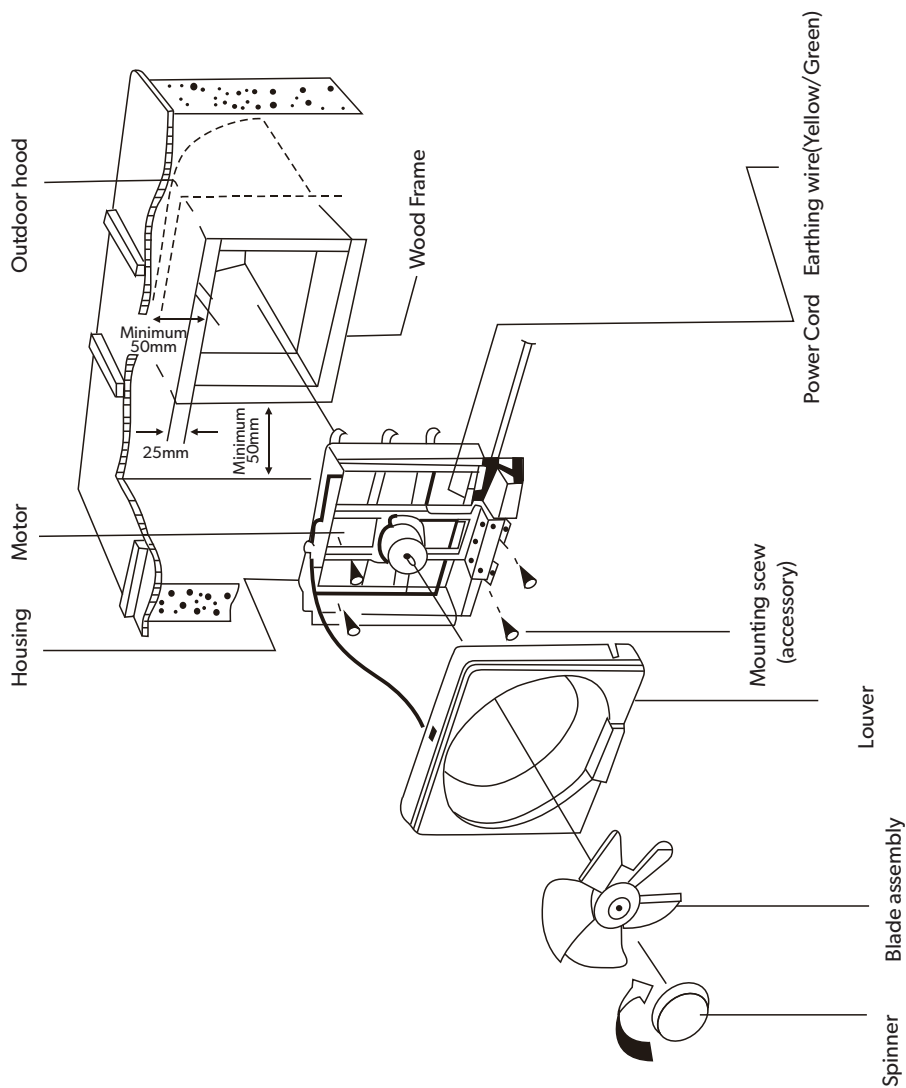 Outdoor hood
Motor
Housing
Minimum
50mm
25mm
Minimum
50mm
Wood Frame
Power Cord
Earthing wire(Yellow/Green)
Mounting scew
(accessory)
Louver
Blade assembly
Spinner